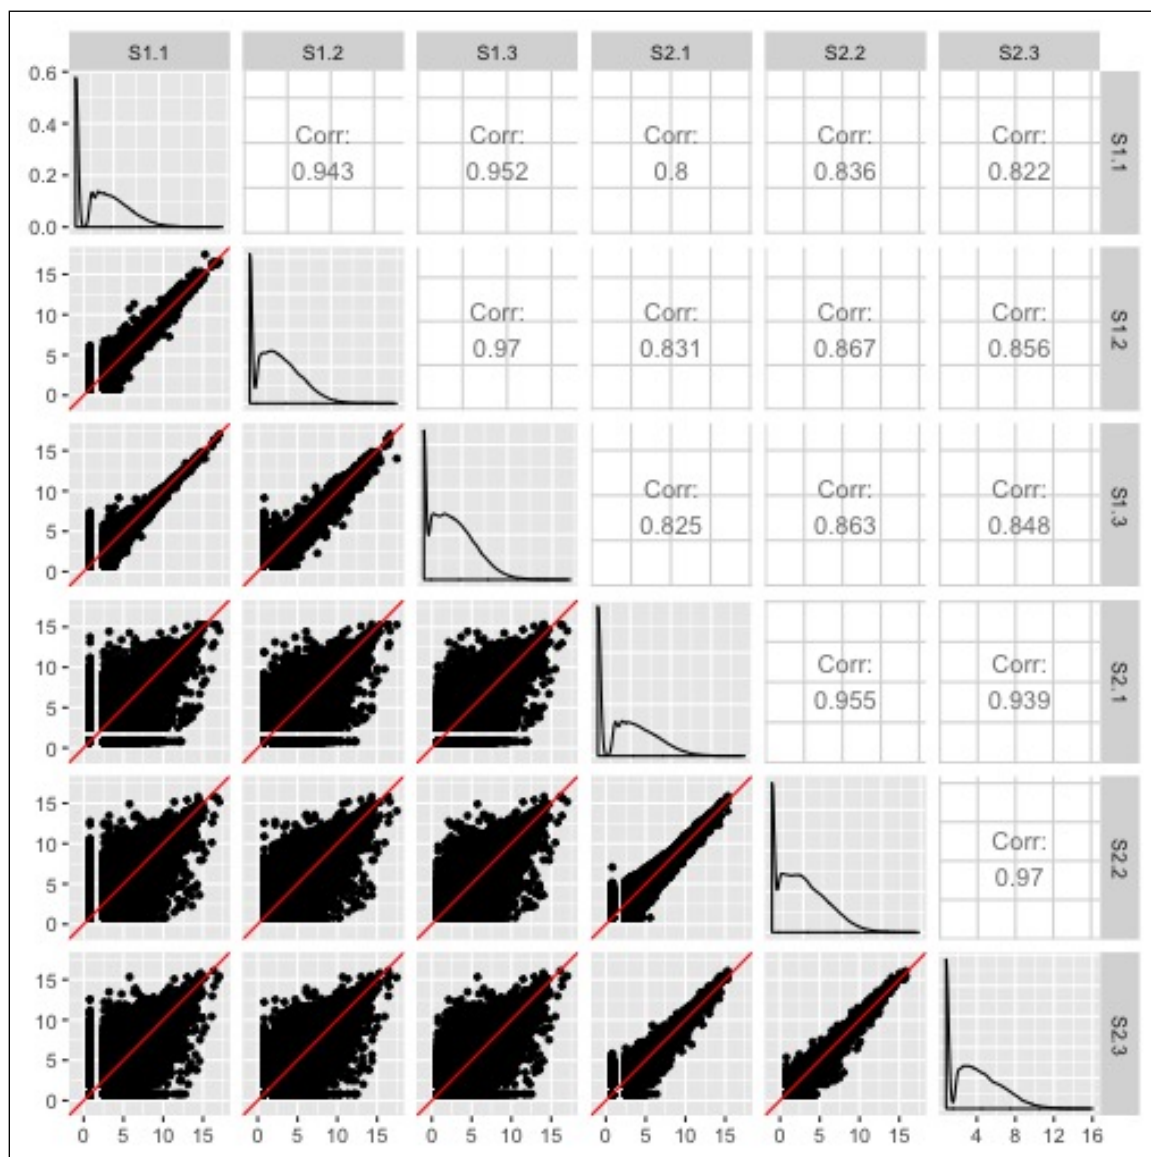 S1.1 S1.2 S1.3 S2.1 S2.2 S2.3
0.6
0.4
0.2
0.0
Corr:
0.943
Corr:
0.952
Corr:
0.8
Corr:
0.836
Corr:
0.822
S1.1
15
10
5
0
Corr:
0.97
Corr:
0.831
Corr:
0.867
Corr:
0.856
S1.2
15
10
5
0
Corr:
0.825
Corr:
0.863
Corr:
0.848
S1.3
15
10
5
0
Corr:
0.955
Corr:
0.939
S2.1
15
10
5
0
Corr:
0.97
S2.2
15
10
5
0
S2.3
0 5 10 15 0 5 10 15 0 5 10 15 0 5 10 15 0 5 10 15 4 8 12 16